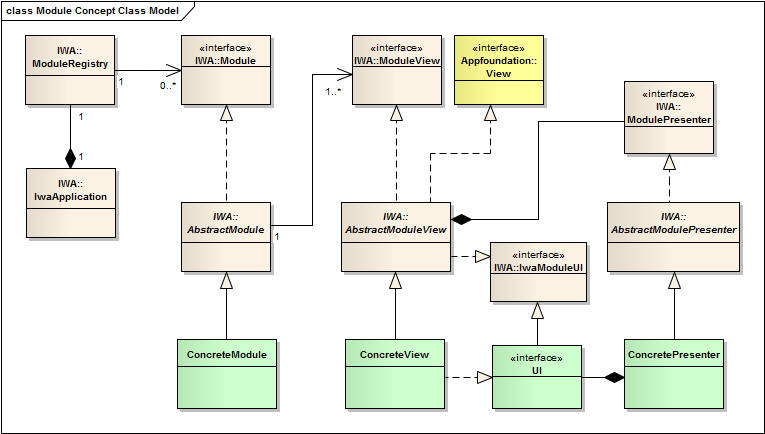 class Module Concept Class Model
IWA::
ModuleRegistry
«interface»
IWA::Module
«interface»
IWA::ModuleView
«interface»
Appfoundation::
View
1
0..*
1..*
«interface»
IWA::
ModulePresenter
1
1
IWA::
IwaApplication
IWA::
AbstractModule
1
IWA::
AbstractModuleView
IWA::
AbstractModulePresenter
«interface»
IWA::IwaModuleUI
ConcreteModule
ConcreteView
«interface»
UI
ConcretePresenter